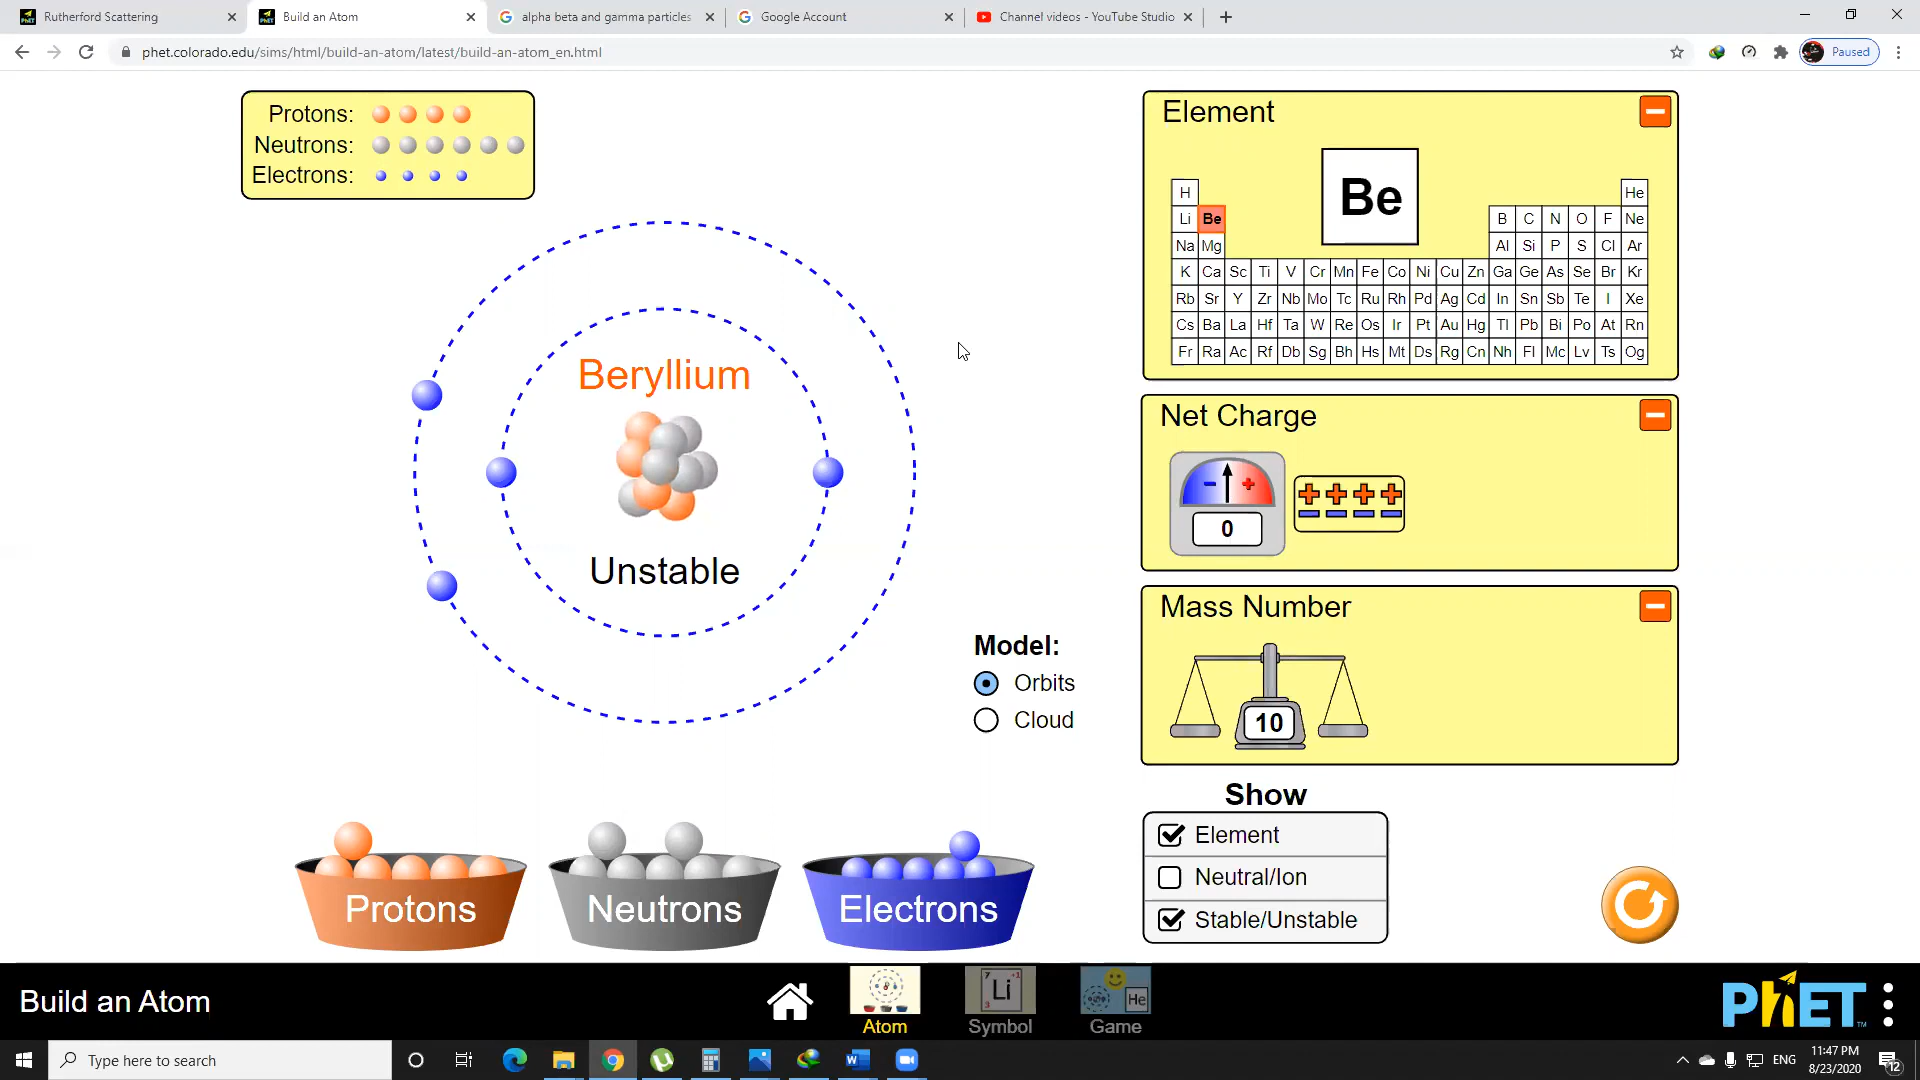 Rutherford Scattering
Build an Atom
alpha beta and gamma particles
Google Account
Channel videos - YouTube Studio
phet.colorado.edu/sims/html/build-an-atom/latest/build-an-atom_en.html
Paused
Protons:
Neutrons:
Electrons:
Beryllium
Unstable
Model:
Orbits
Cloud
Protons
Neutrons
Electrons
Element
Be
H He
Li Be B C N O F Ne
Na Mg Al Si P S Cl Ar
K Ca Sc Ti V Cr Mn Fe Co Ni Cu Zn Ga Ge As Se Br Kr
Rb Sr Y Zr Nb Mo Tc Ru Rh Pd Ag Cd In Sn Sb Te I Xe
Cs Ba La Hf Ta W Re Os Ir Pt Au Hg Tl Pb Bi Po At Rn
Fr Ra Ac Rf Db Sg Bh Hs Mt Ds Rg Cn Nh Fl Mc Lv Ts Og
Net Charge
- +
0
+ + + +
- - - -
Mass Number
10
Show
Element
Neutral/Ion
Stable/Unstable
Build an Atom
Atom
7 +1
Li
3
Symbol
He
Game
PhET
Type here to search
ENG
11:47 PM
8/23/2020
12